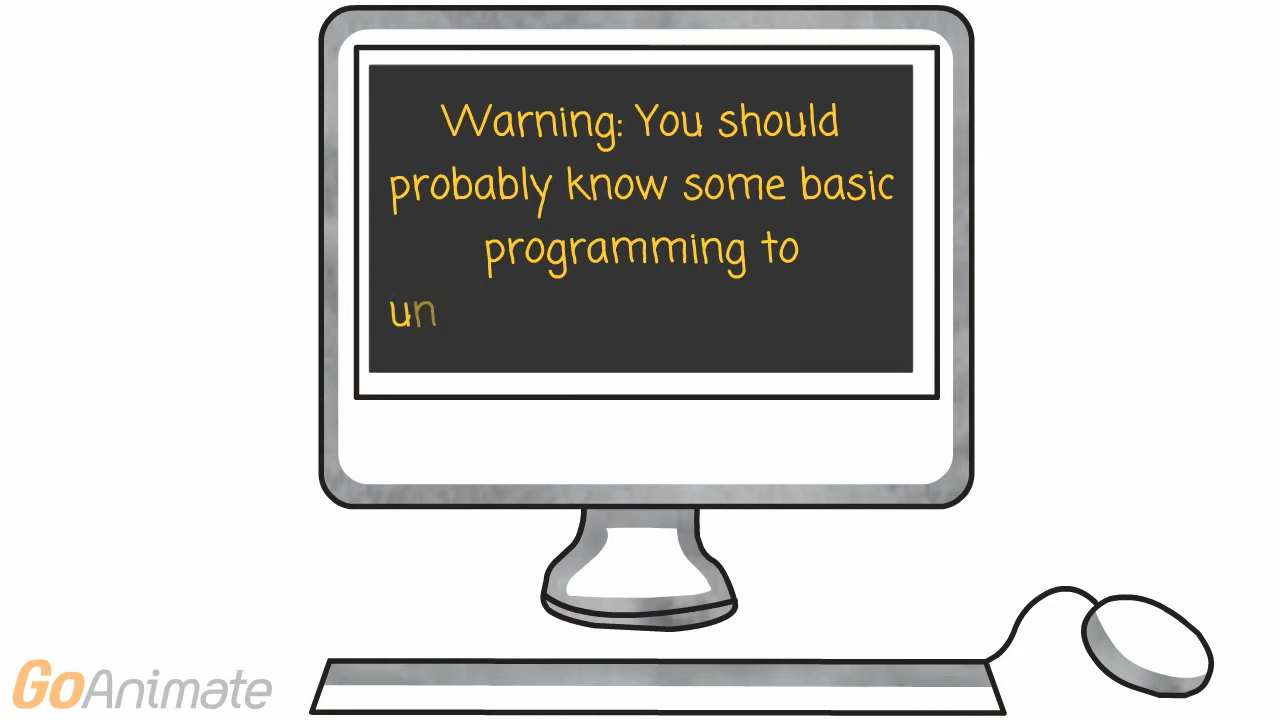 Warning: You should
probably know some basic
programming to
un
GoAnimate